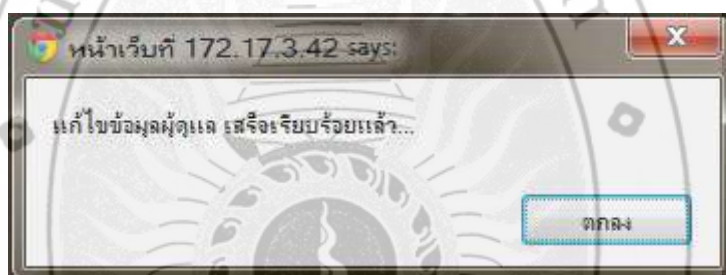 หน้าเว็บที่ 172.17.3.42 says:
แก้ไขข้อมูลผู้ดูแล เสร็จเรียบร้อยแล้ว...
ตกลง